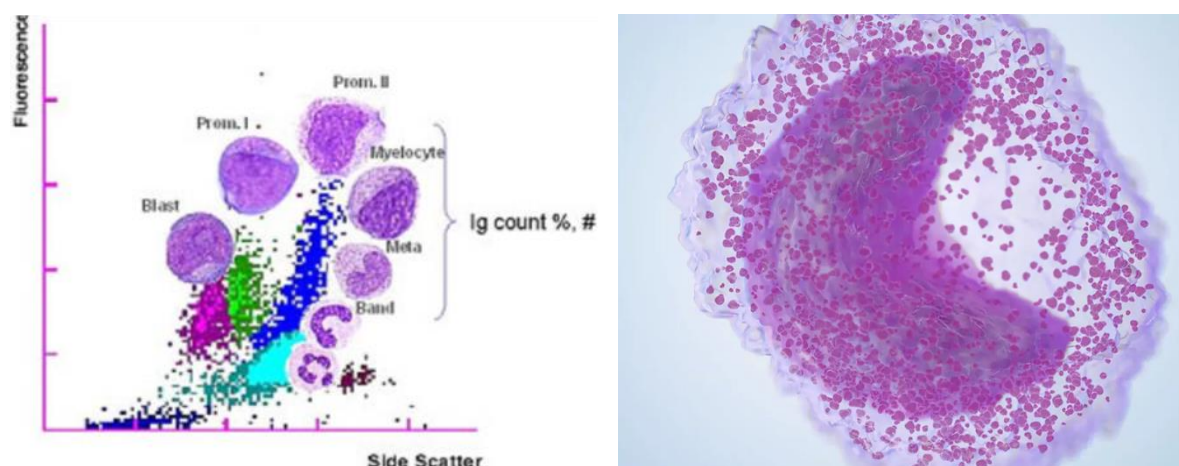 Fluorescence
Prom. II
Prom. I
Myelocyte
Blast
Ig count %, #
Meta
Band
Side Scatter